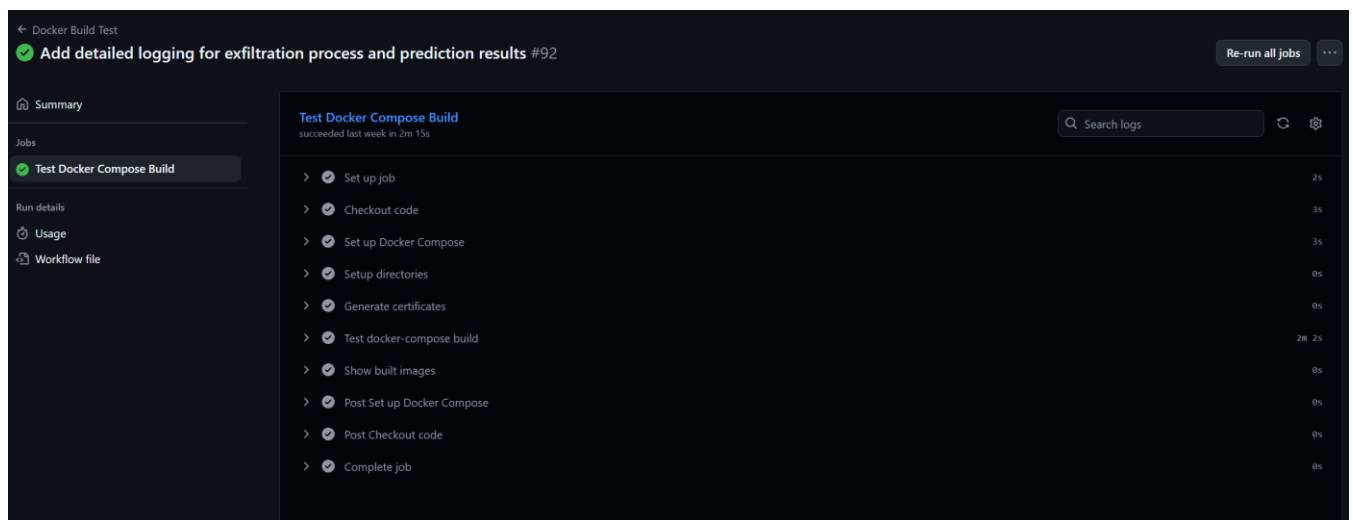 ← Docker Build Test
Add detailed logging for exfiltration process and prediction results #92
Re-run all jobs
...
Summary
Jobs
Test Docker Compose Build
Run details
Usage
Workflow file
Test Docker Compose Build
succeeded last week in 2m 15s
Search logs
Set up job 2s
Checkout code 3s
Set up Docker Compose 3s
Setup directories 0s
Generate certificates 0s
Test docker-compose build 2m 2s
Show built images 0s
Post Set up Docker Compose 0s
Post Checkout code 0s
Complete job 0s